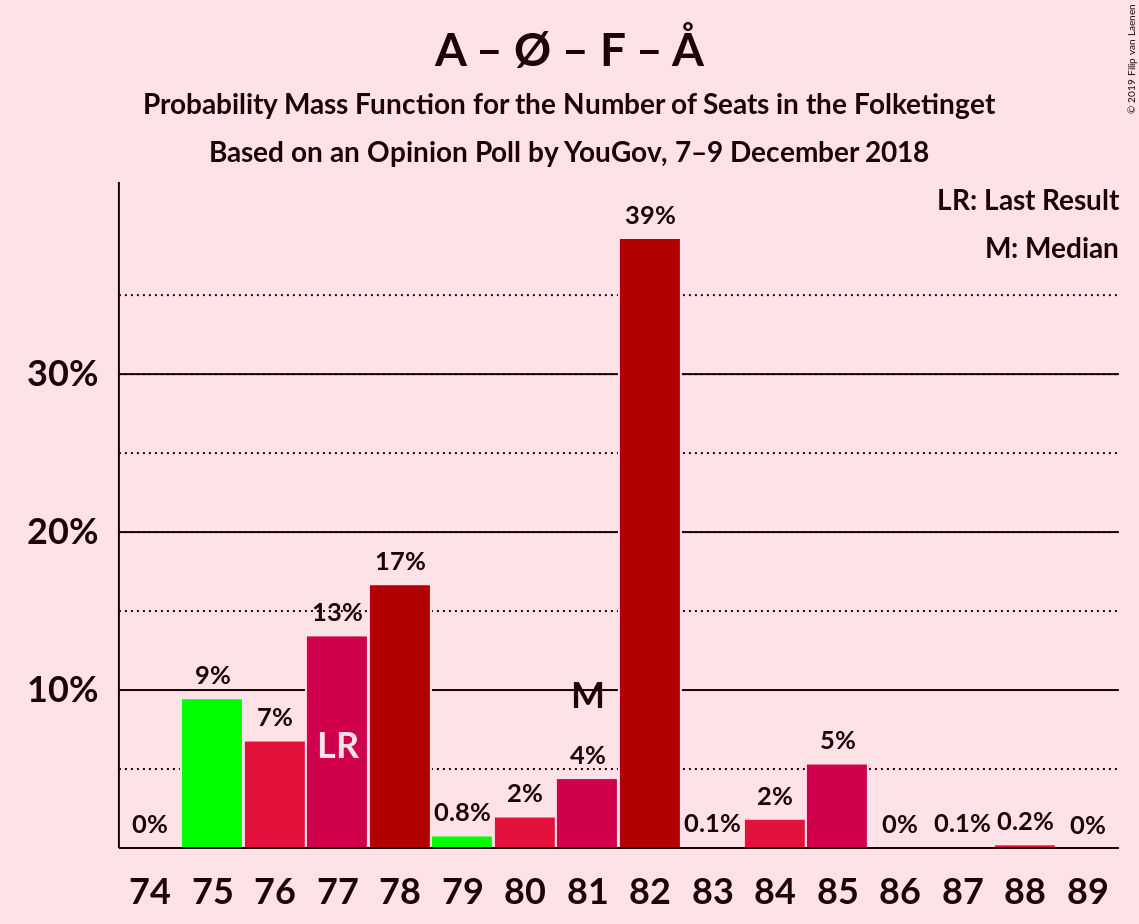 A – Ø – F – Å
Probability Mass Function for the Number of Seats in the Folketinget
Based on an Opinion Poll by YouGov, 7–9 December 2018
© 2019 Filip van Laenen
LR: Last Result
M: Median
39%
30%
20%
17%
13%
10%
9%
7%
LR
M
0%
0.8%
2%
4%
0.1%
2%
5%
0%
0.1%
0.2%
0%
74 75 76 77 78 79 80 81 82 83 84 85 86 87 88 89